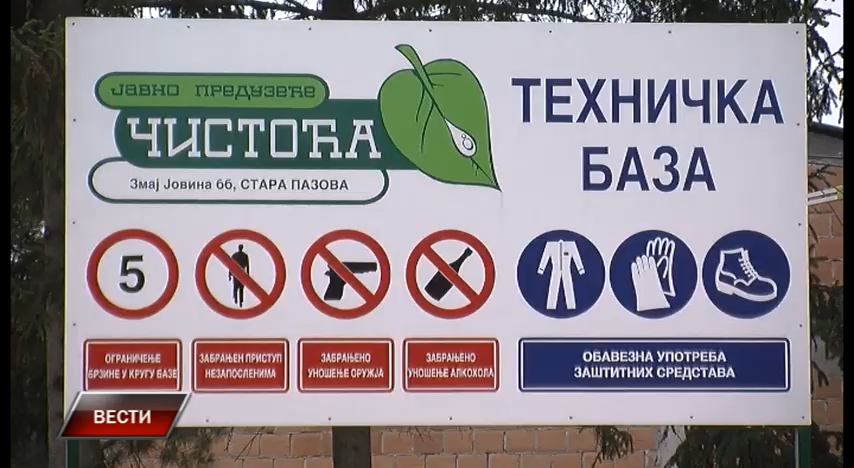 ЈАВНО ПРЕДУЗЕЋЕ
ЧИСТОЋА
Змај Јовина бб, СТАРА ПАЗОВА
ТЕХНИЧКА
БАЗА
5
ОГРАНИЧЕЊЕ
БРЗИНЕ У КРУГУ БАЗЕ
ЗАБРАЊЕН ПРИСТУП
НЕЗАПОСЛЕНИМА
ЗАБРАЊЕНО
УНОШЕЊЕ ОРУЖЈА
ЗАБРАЊЕНО
УНОШЕЊЕ АЛКОХОЛА
ОБАВЕЗНА УПОТРЕБА
ЗАШТИТНИХ СРЕДСТАВА
ВЕСТИ